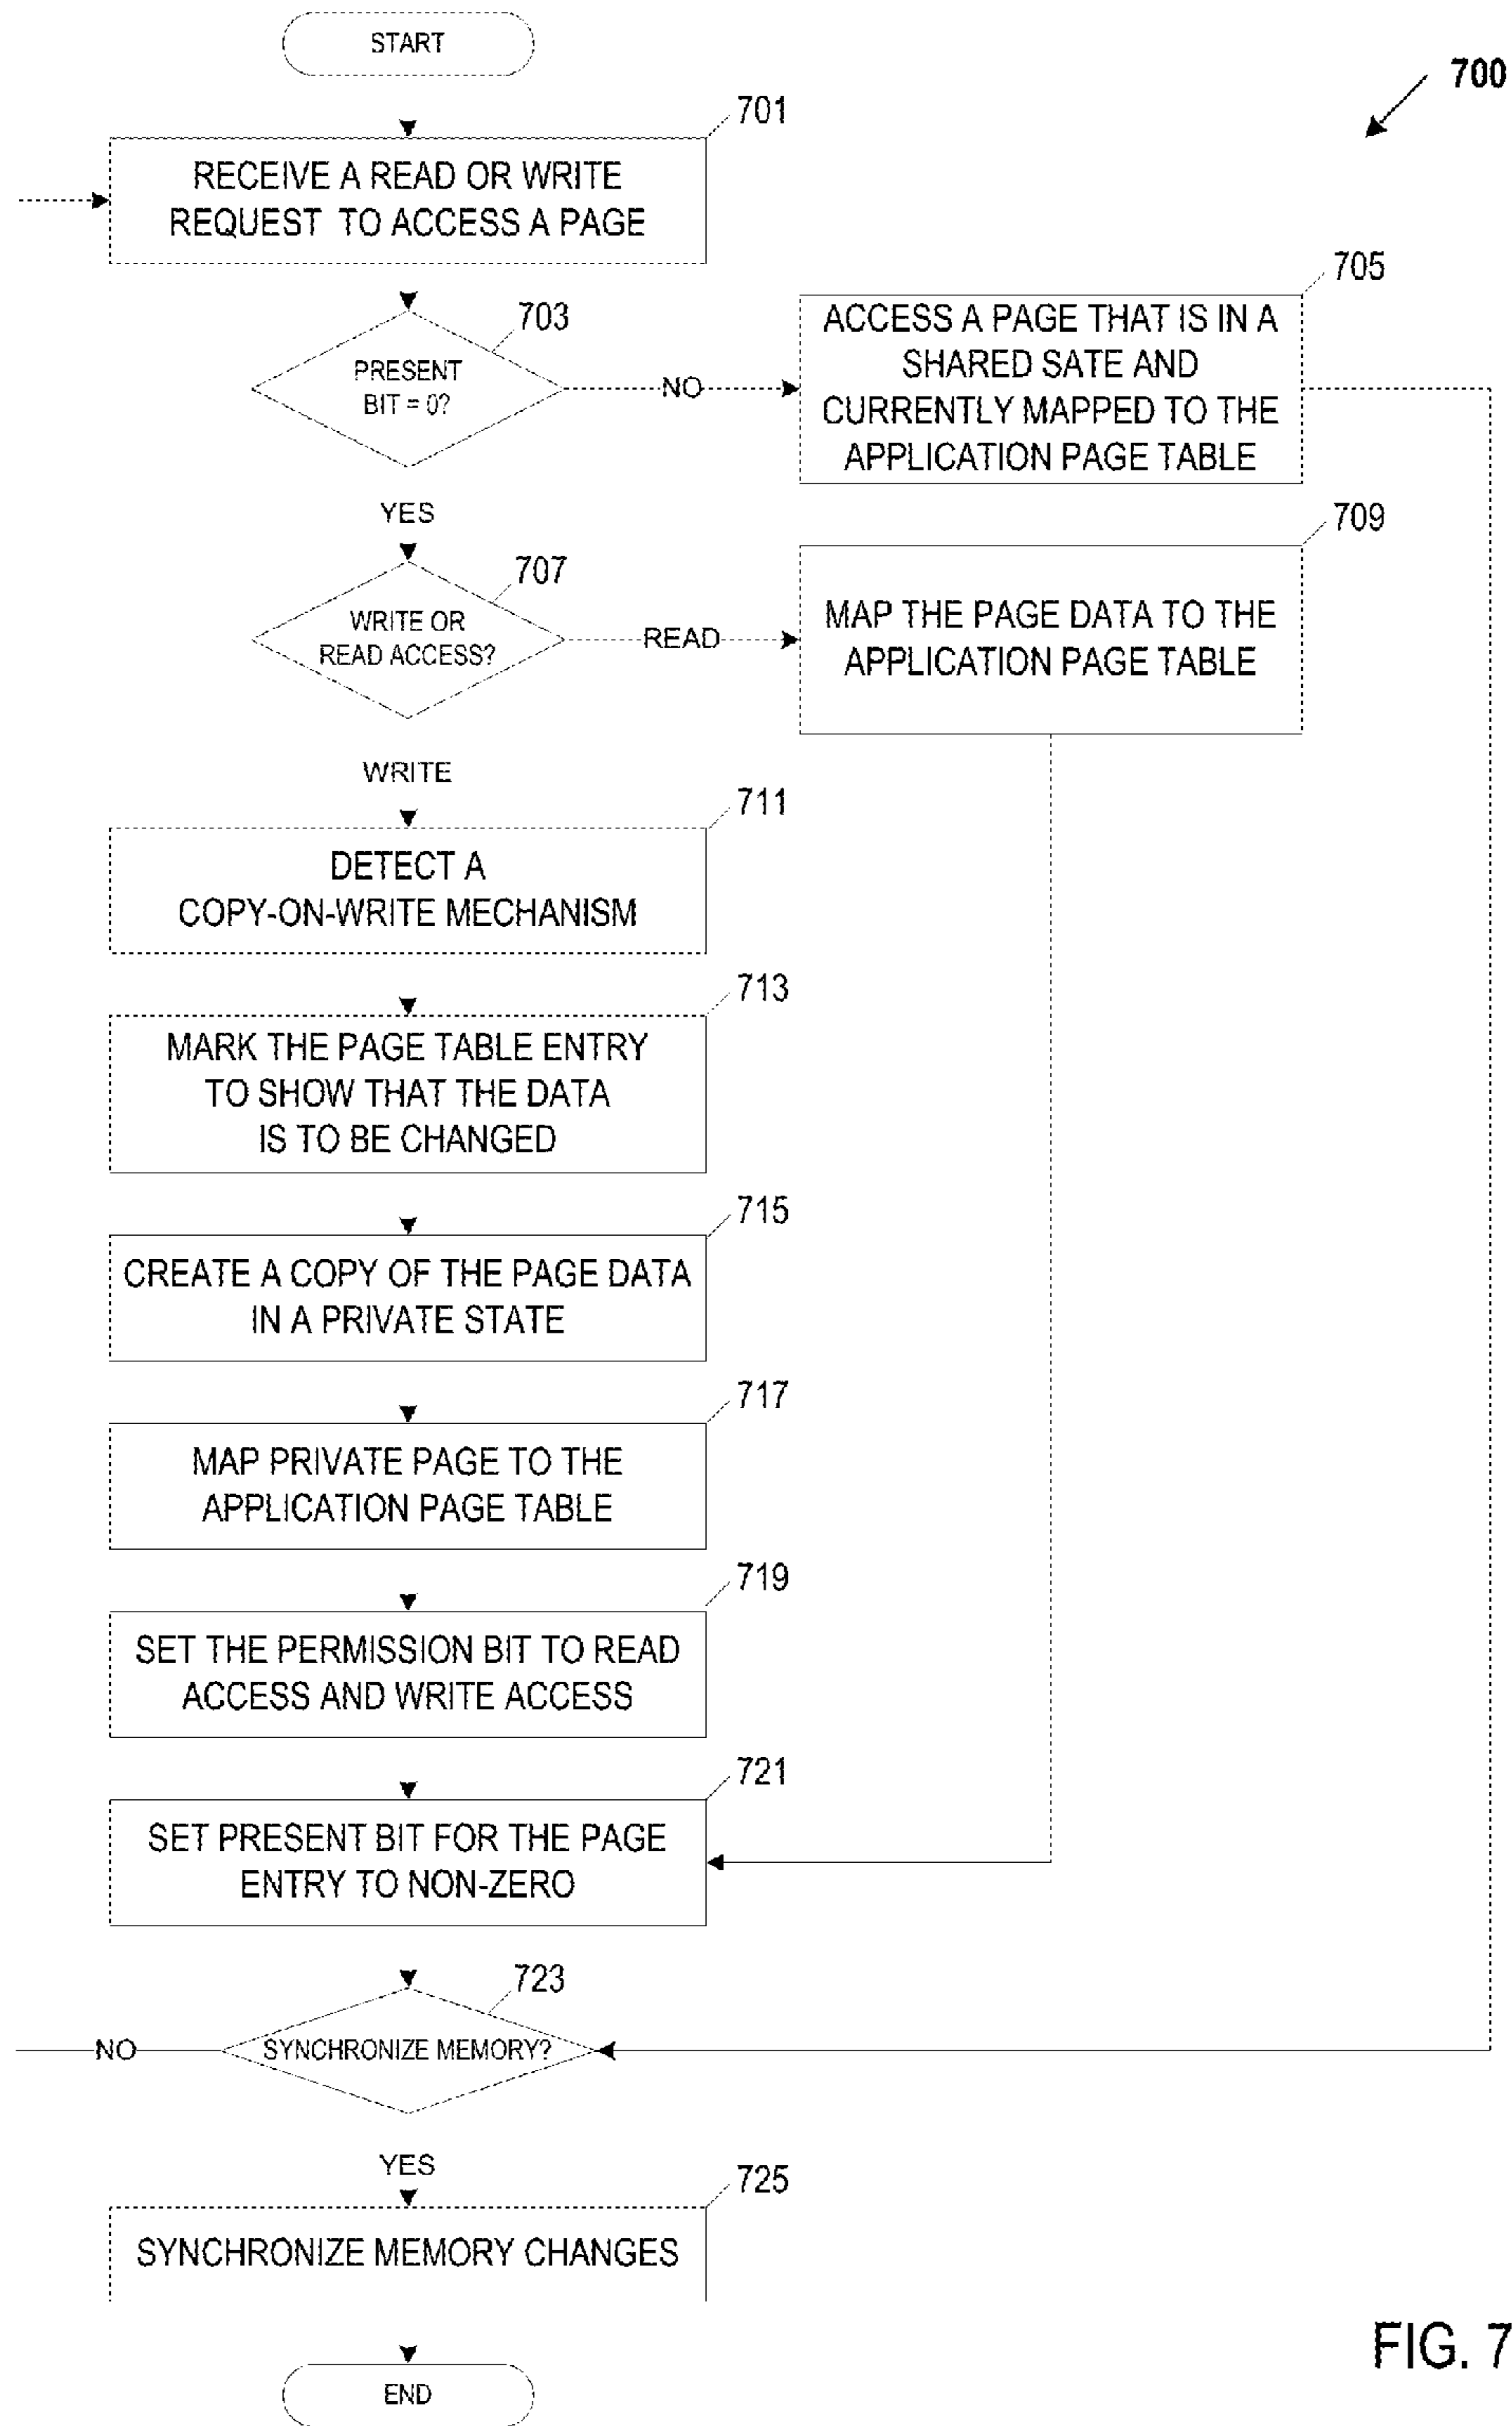 START
700
701
RECEIVE A READ OR WRITE
REQUEST TO ACCESS A PAGE
703
PRESENT
BIT = 0?
NO
705
ACCESS A PAGE THAT IS IN A
SHARED SATE AND
CURRENTLY MAPPED TO THE
APPLICATION PAGE TABLE
YES
707
WRITE OR
READ ACCESS?
READ
709
MAP THE PAGE DATA TO THE
APPLICATION PAGE TABLE
WRITE
711
DETECT A
COPY-ON-WRITE MECHANISM
713
MARK THE PAGE TABLE ENTRY
TO SHOW THAT THE DATA
IS TO BE CHANGED
715
CREATE A COPY OF THE PAGE DATA
IN A PRIVATE STATE
717
MAP PRIVATE PAGE TO THE
APPLICATION PAGE TABLE
719
SET THE PERMISSION BIT TO READ
ACCESS AND WRITE ACCESS
721
SET PRESENT BIT FOR THE PAGE
ENTRY TO NON-ZERO
723
NO
SYNCHRONIZE MEMORY?
YES
725
SYNCHRONIZE MEMORY CHANGES
END
FIG. 7